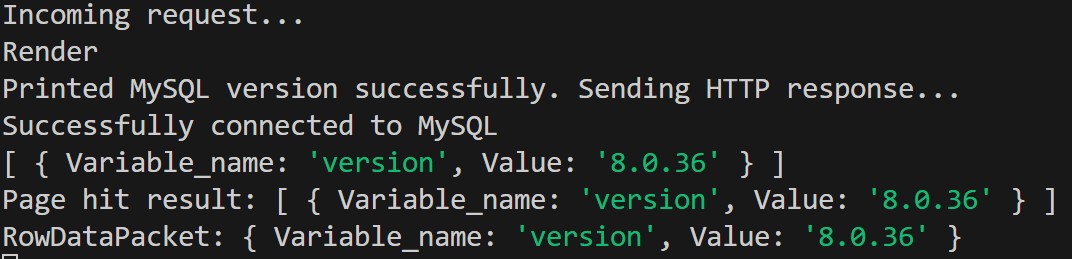 Incoming request...
Render
Printed MySQL version successfully. Sending HTTP response...
Successfully connected to MySQL
[ { Variable_name: 'version', Value: '8.0.36' } ]
Page hit result: [ { Variable_name: 'version', Value: '8.0.36' } ]
RowDataPacket: { Variable_name: 'version', Value: '8.0.36' }